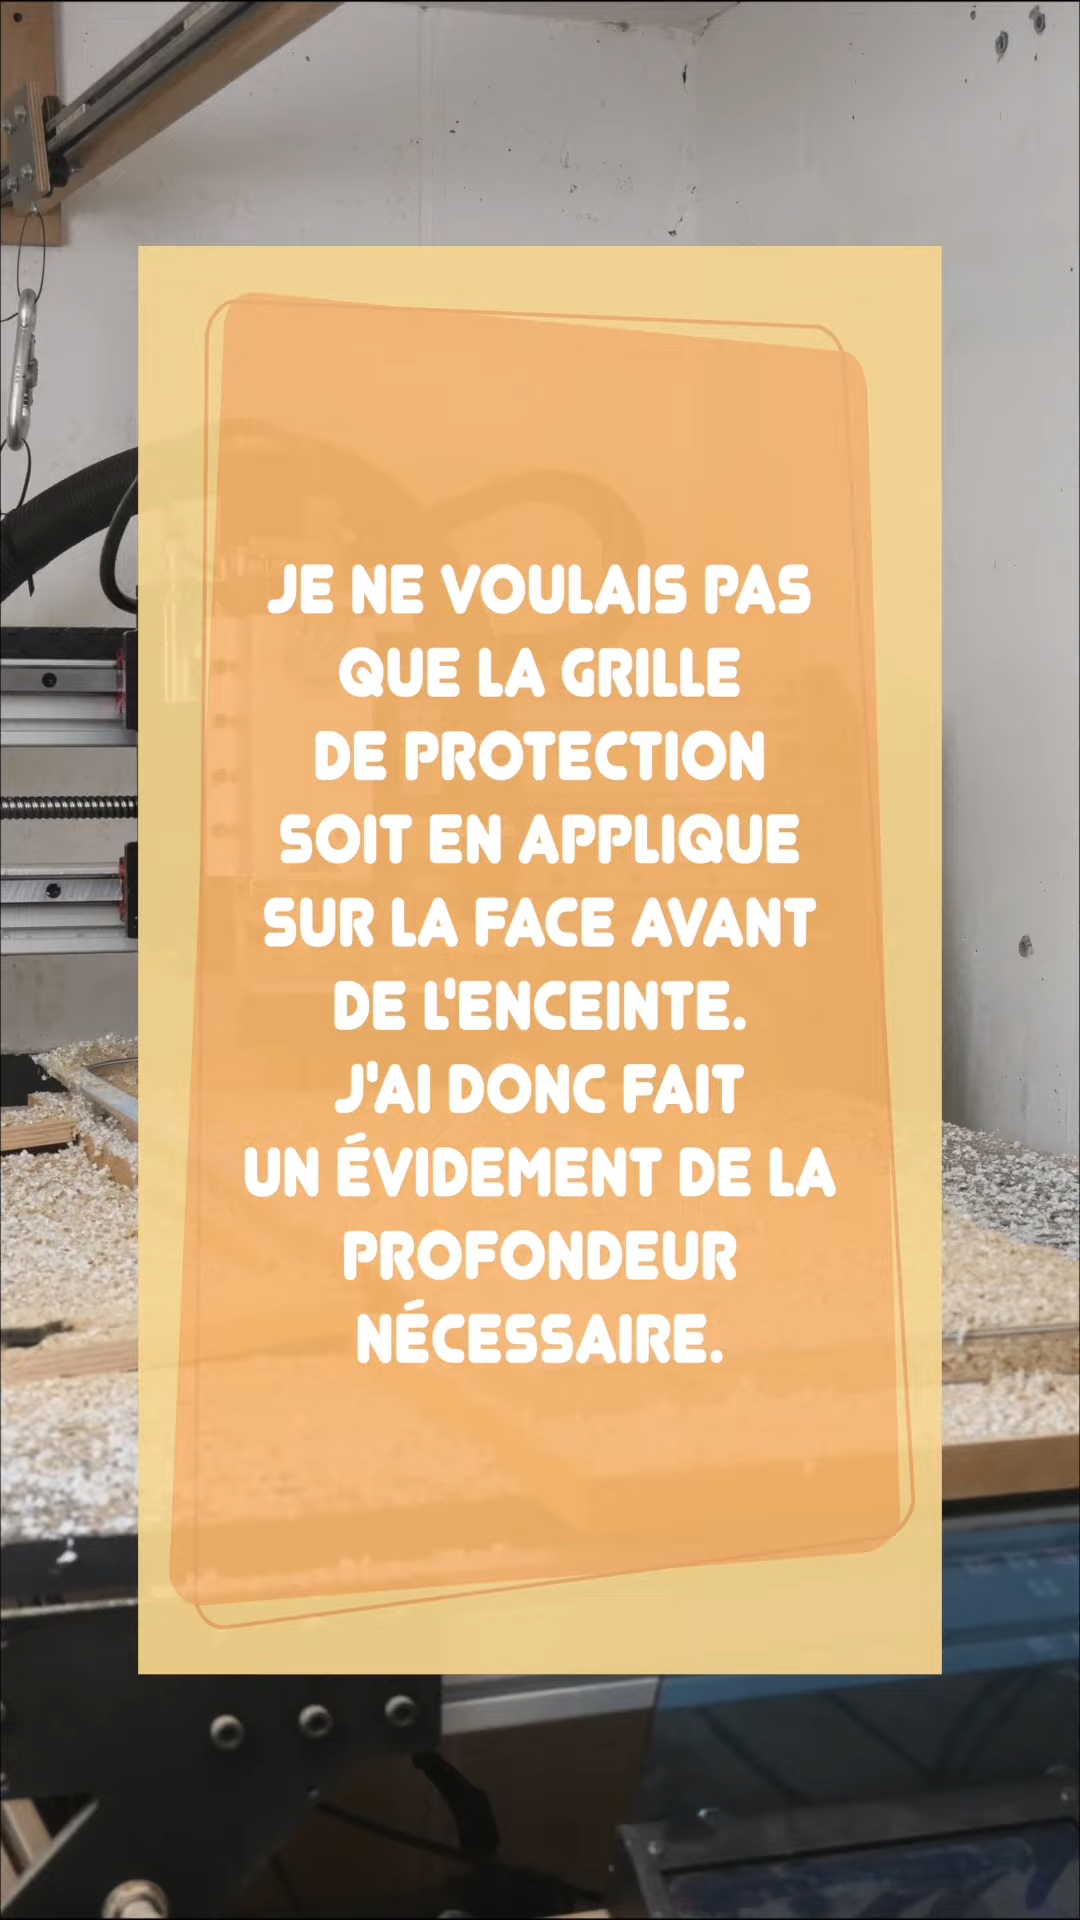 JE NE VOULAIS PAS
QUE LA GRILLE
DE PROTECTION
SOIT EN APPLIQUE
SUR LA FACE AVANT
DE L'ENCEINTE.
J'AI DONC FAIT
UN ÉVIDEMENT DE LA
PROFONDEUR
NÉCESSAIRE.